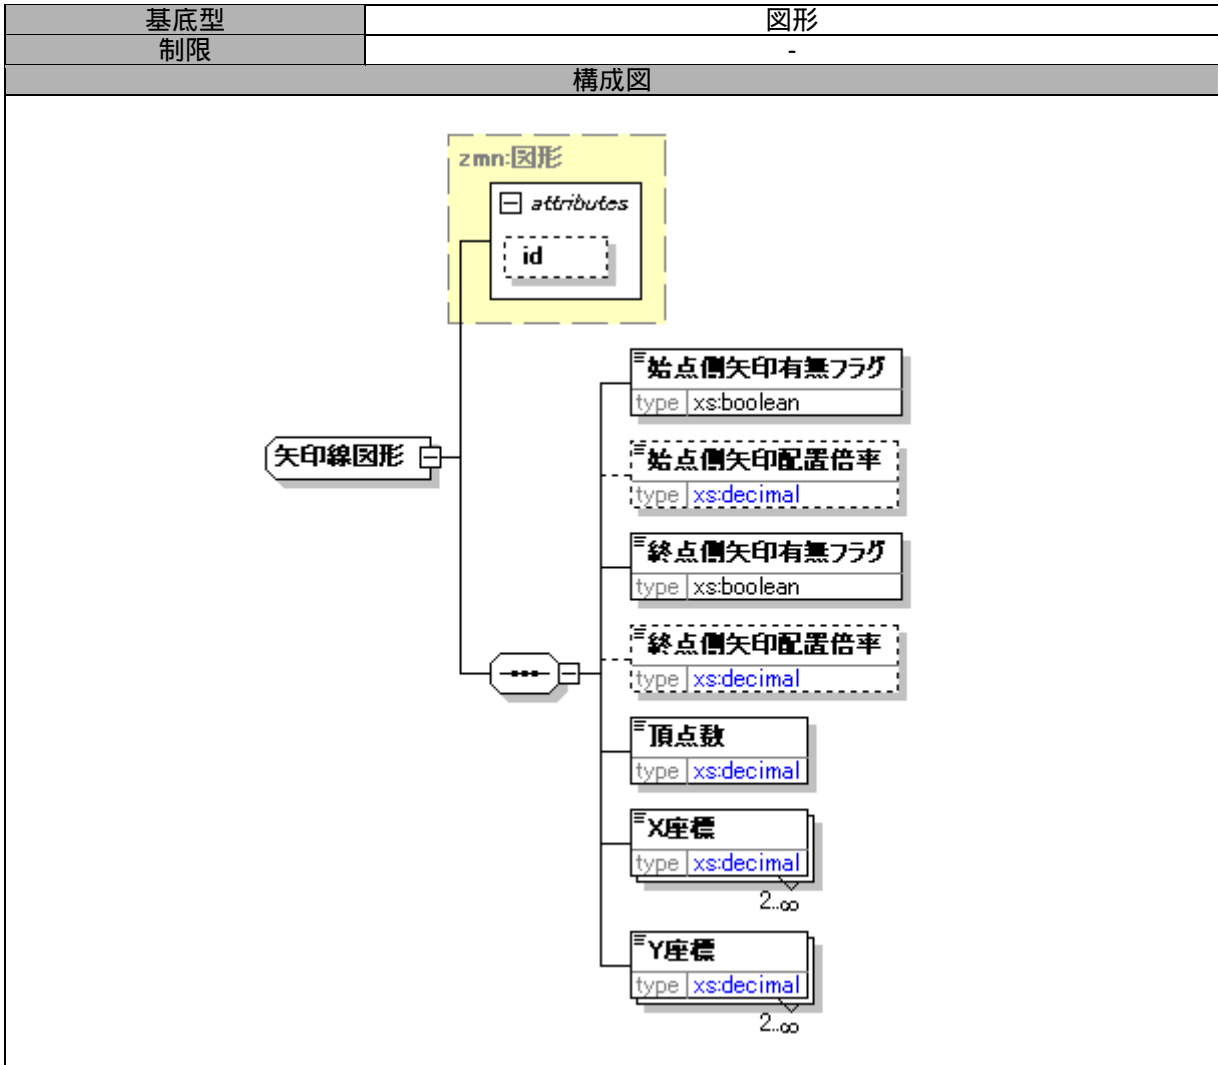 基底型 図形
制限 -
構成図
zmn:図形
attributes
id
始点側矢印有無フラグ
type xs:boolean
始点側矢印配置倍率
type xs:decimal
矢印線図形
終点側矢印有無フラグ
type xs:boolean
終点側矢印配置倍率
type xs:decimal
頂点数
type xs:decimal
X座標
type xs:decimal
2..∞
Y座標
type xs:decimal
2..∞